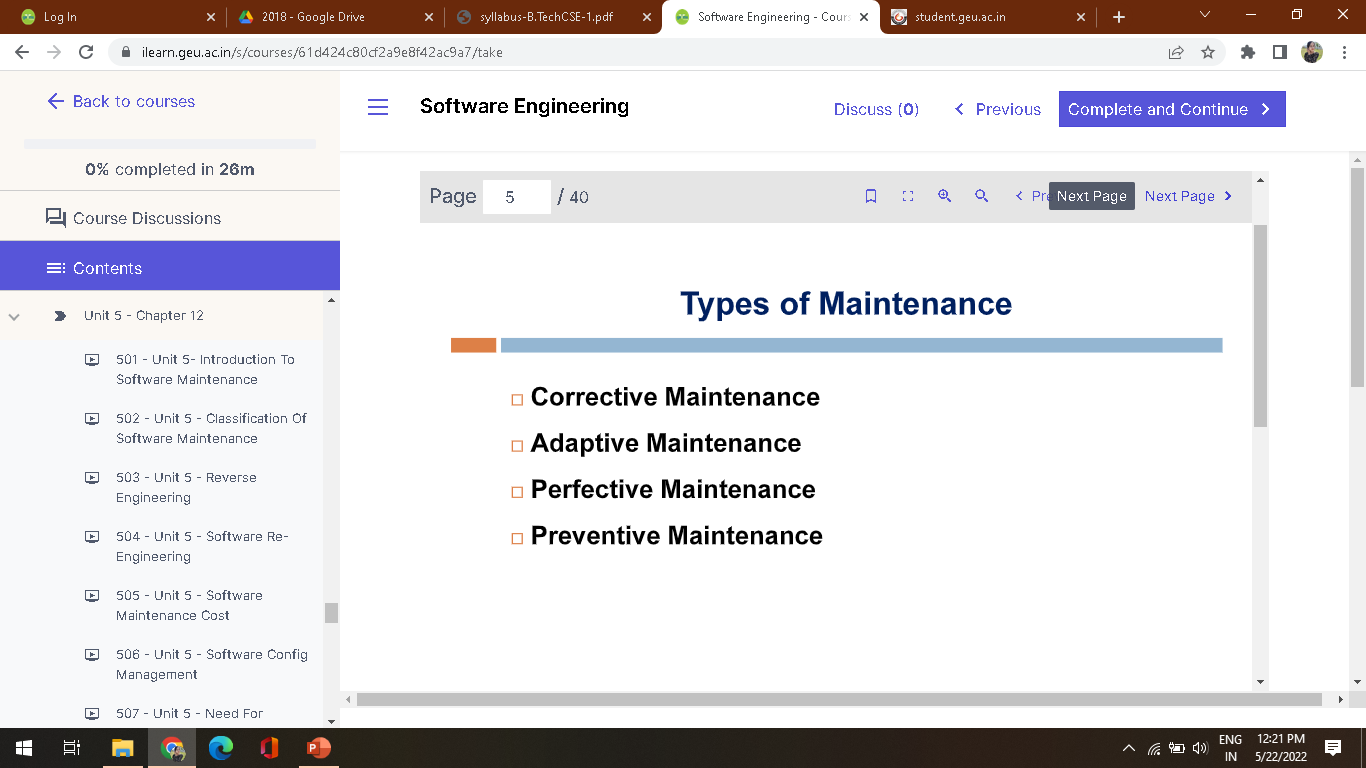 Log In
2018 - Google Drive
syllabus-B.TechCSE-1.pdf
Software Engineering - Cour
student.geu.ac.in
ilearn.geu.ac.in/s/courses/61d424c80cf2a9e8f42ac9a7/take
Back to courses
0% completed in 26m
Course Discussions
Contents
Unit 5 - Chapter 12
501 - Unit 5- Introduction To
Software Maintenance
502 - Unit 5 - Classification Of
Software Maintenance
503 - Unit 5 - Reverse
Engineering
504 - Unit 5 - Software Re-
Engineering
505 - Unit 5 - Software
Maintenance Cost
506 - Unit 5 - Software Config
Management
507 - Unit 5 - Need For
Software Engineering
Discuss (0)
Previous
Complete and Continue
Page 5 / 40
Pre
Next Page
Next Page
Types of Maintenance
Corrective Maintenance
Adaptive Maintenance
Perfective Maintenance
Preventive Maintenance
ENG
IN
12:21 PM
5/22/2022